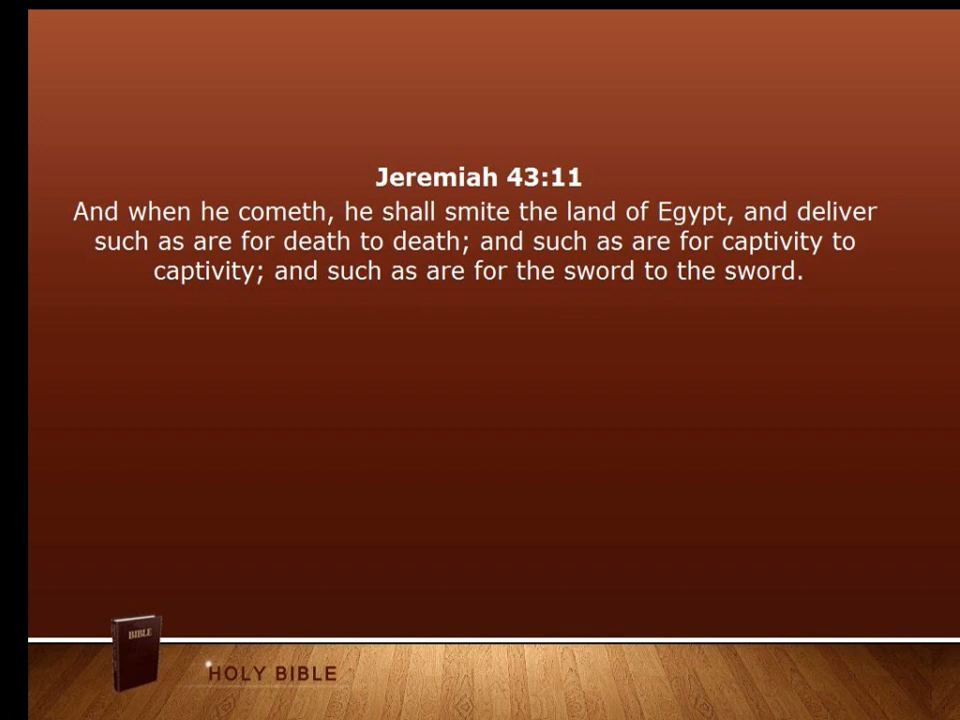 Jeremiah 43:11
And when he cometh, he shall smite the land of Egypt, and deliver
such as are for death to death; and such as are for captivity to
captivity; and such as are for the sword to the sword.
BIBLE
HOLY BIBLE